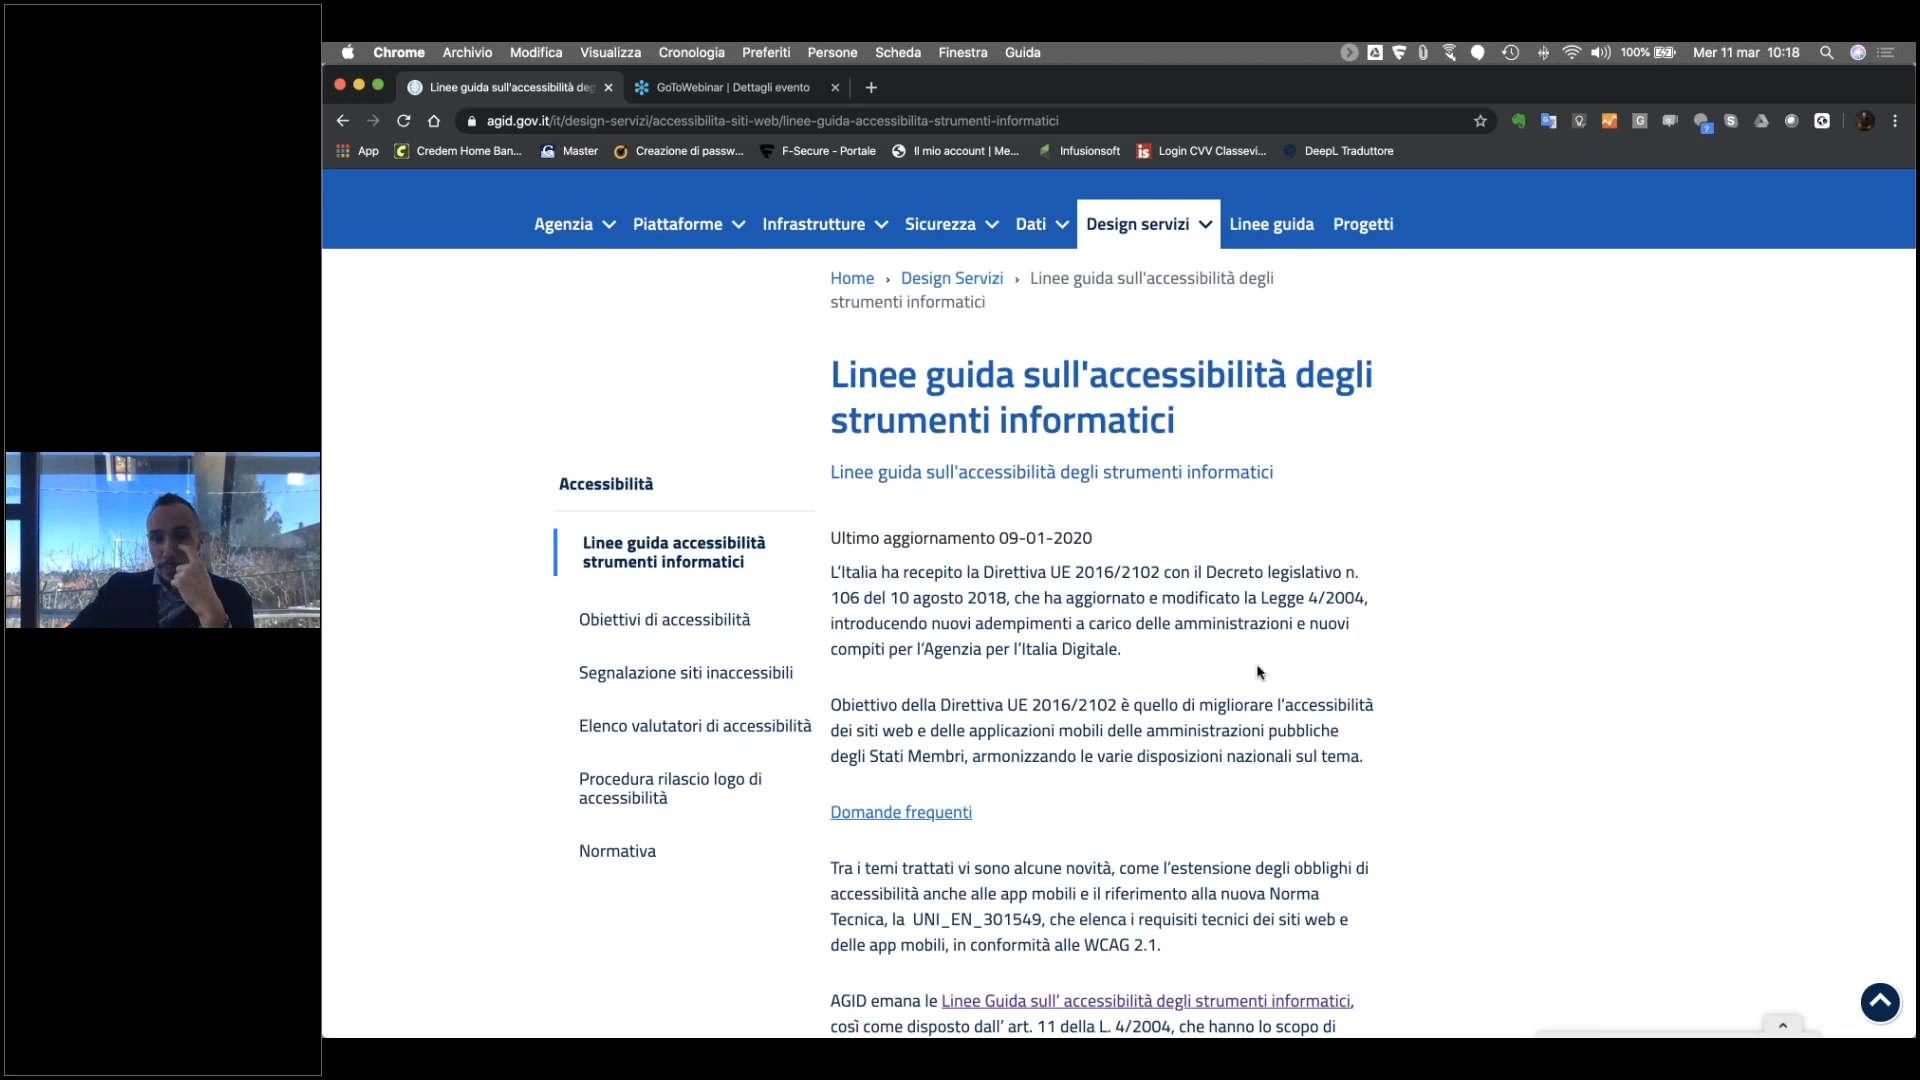 Chrome Archivio Modifica Visualizza Cronologia Preferiti Persone Scheda Finestra Guida 100% Mer 11 mar 10:18
Linee guida sull'accessibilità deg GoToWebinar | Dettagli evento
agid.gov.it/it/design-servizi/accessibilita-siti-web/linee-guida-accessibilita-strumenti-informatici
App Credem Home Ban... Master Creazione di passw... F-Secure - Portale Il mio account | Me... Infusionsoft Login CVV Classevi... DeepL Traduttore
Agenzia Piattaforme Infrastrutture Sicurezza Dati Design servizi Linee guida Progetti
Home › Design Servizi › Linee guida sull'accessibilità degli
strumenti informatici
Linee guida sull'accessibilità degli
strumenti informatici
Linee guida sull'accessibilità degli strumenti informatici
Accessibilità
Linee guida accessibilità
strumenti informatici
Obiettivi di accessibilità
Segnalazione siti inaccessibili
Elenco valutatori di accessibilità
Procedura rilascio logo di
accessibilità
Normativa
Ultimo aggiornamento 09-01-2020
L’Italia ha recepito la Direttiva UE 2016/2102 con il Decreto legislativo n.
106 del 10 agosto 2018, che ha aggiornato e modificato la Legge 4/2004,
introducendo nuovi adempimenti a carico delle amministrazioni e nuovi
compiti per l’Agenzia per l’Italia Digitale.
Obiettivo della Direttiva UE 2016/2102 è quello di migliorare l’accessibilità
dei siti web e delle applicazioni mobili delle amministrazioni pubbliche
degli Stati Membri, armonizzando le varie disposizioni nazionali sul tema.
Domande frequenti
Tra i temi trattati vi sono alcune novità, come l’estensione degli obblighi di
accessibilità anche alle app mobili e il riferimento alla nuova Norma
Tecnica, la UNI_EN_301549, che elenca i requisiti tecnici dei siti web e
delle app mobili, in conformità alle WCAG 2.1.
AGID emana le Linee Guida sull’ accessibilità degli strumenti informatici,
così come disposto dall’ art. 11 della L. 4/2004, che hanno lo scopo di